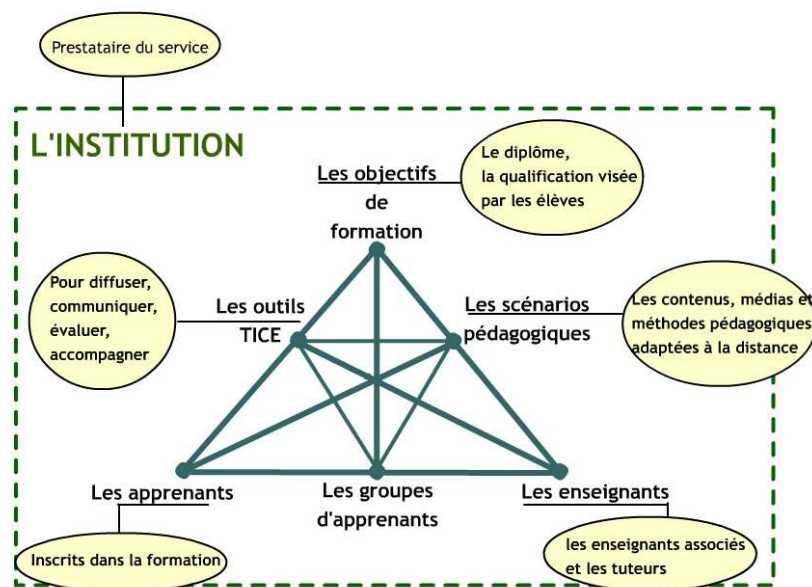 Prestataire du service
L'INSTITUTION
Le diplôme,
la qualification visée
par les élèves
Les objectifs
de
formation
Pour diffuser,
communiquer,
évaluer,
accompagner
Les outils
TICE
Les scénarios
pédagogiques
Les contenus, médias et
méthodes pédagogiques
adaptées à la distance
Les apprenants
Les groupes
d'apprenants
Les enseignants
Inscrits dans la formation
les enseignants associés
et les tuteurs